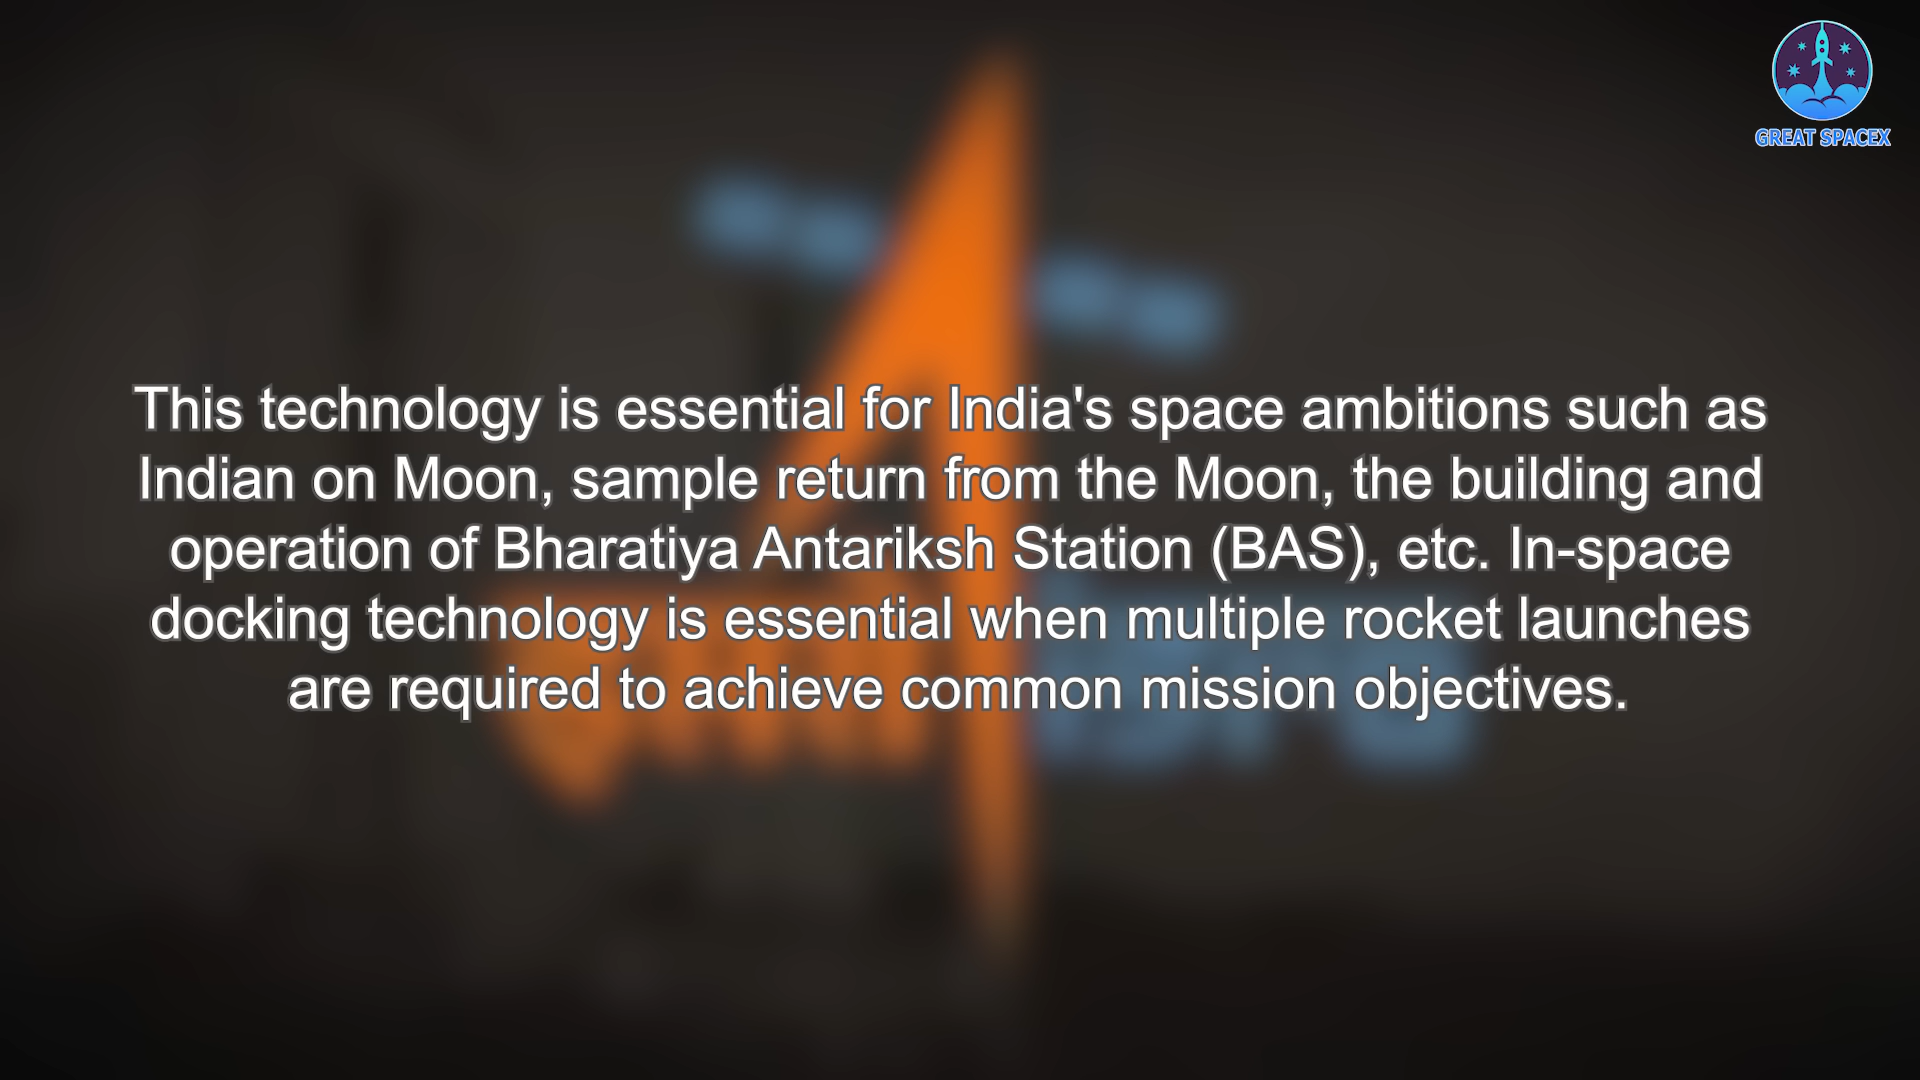 GREAT SPACEX
This technology is essential for India's space ambitions such as
Indian on Moon, sample return from the Moon, the building and
operation of Bharatiya Antariksh Station (BAS), etc. In-space
docking technology is essential when multiple rocket launches
are required to achieve common mission objectives.